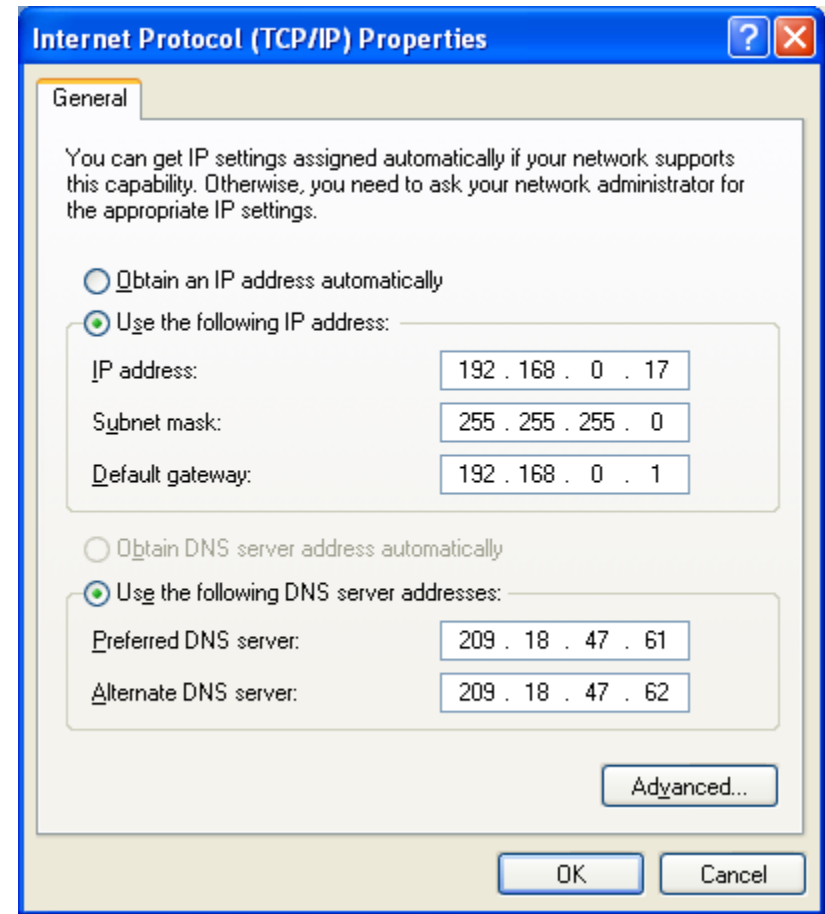 Internet Protocol (TCP/IP) Properties
General
You can get IP settings assigned automatically if your network supports
this capability. Otherwise, you need to ask your network administrator for
the appropriate IP settings.
Obtain an IP address automatically
Use the following IP address:
IP address: 192 . 168 . 0 . 17
Subnet mask: 255 . 255 . 255 . 0
Default gateway: 192 . 168 . 0 . 1
Obtain DNS server address automatically
Use the following DNS server addresses:
Preferred DNS server: 209 . 18 . 47 . 61
Alternate DNS server: 209 . 18 . 47 . 62
Advanced...
OK Cancel